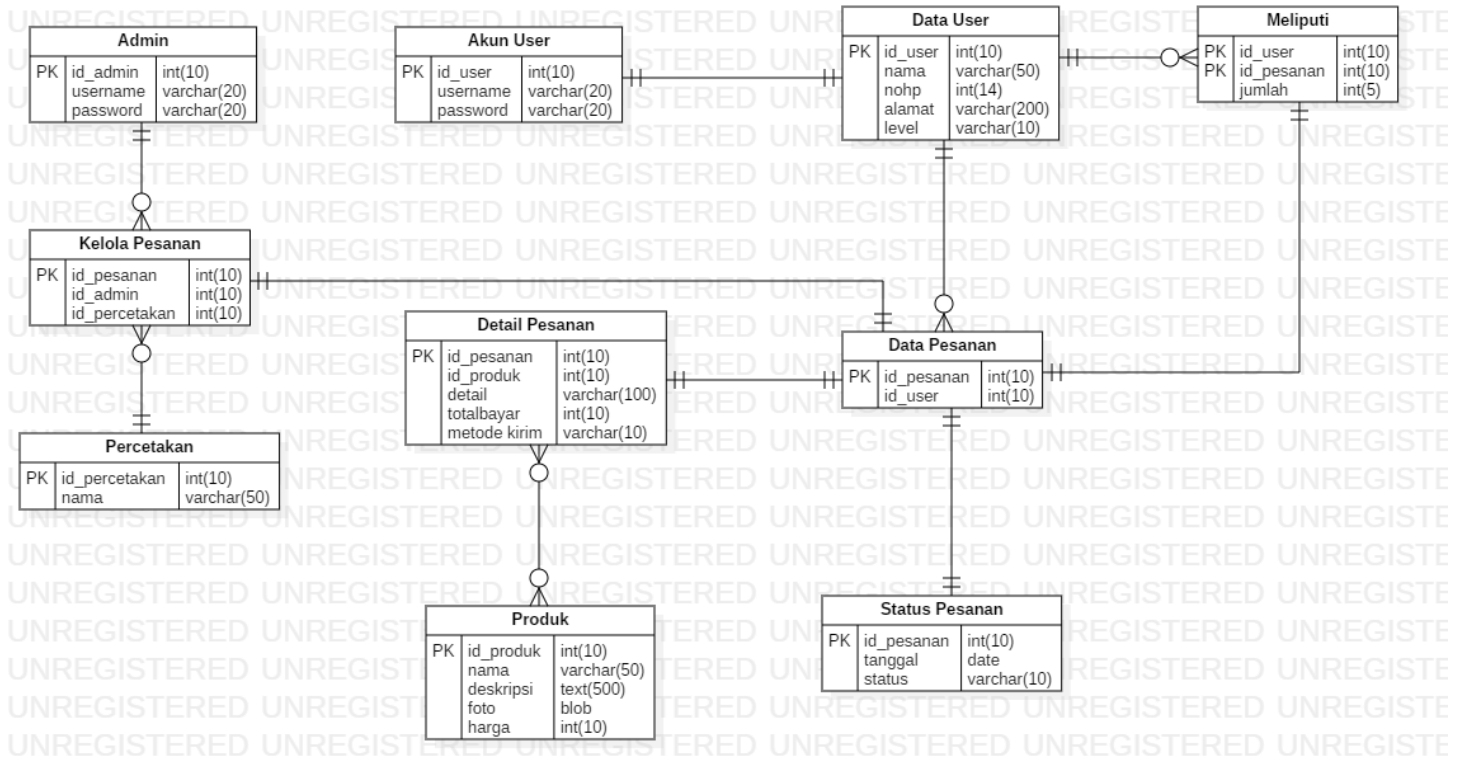 Admin
PK id_admin int(10)
username varchar(20)
password varchar(20)
Akun User
PK id_user int(10)
username varchar(20)
password varchar(20)
Data User
PK id_user int(10)
nama varchar(50)
nohp int(14)
alamat varchar(200)
level varchar(10)
Meliputi
PK id_user int(10)
PK id_pesanan int(10)
jumlah int(5)
Kelola Pesanan
PK id_pesanan int(10)
id_admin int(10)
id_percetakan int(10)
Detail Pesanan
PK id_pesanan int(10)
id_produk int(10)
detail varchar(100)
totalbayar int(10)
metode kirim varchar(10)
Data Pesanan
PK id_pesanan int(10)
id_user int(10)
Percetakan
PK id_percetakan int(10)
nama varchar(50)
Produk
PK id_produk int(10)
nama varchar(50)
deskripsi text(500)
foto blob
harga int(10)
Status Pesanan
PK id_pesanan int(10)
tanggal date
status varchar(10)
UNREGISTERED